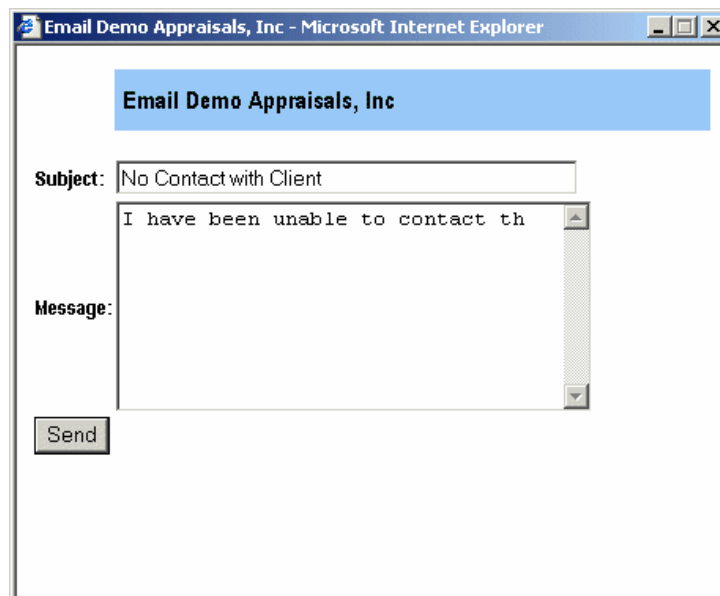 Email Demo Appraisals, Inc - Microsoft Internet Explorer
Email Demo Appraisals, Inc
Subject: No Contact with Client
I have been unable to contact th
Message:
Send